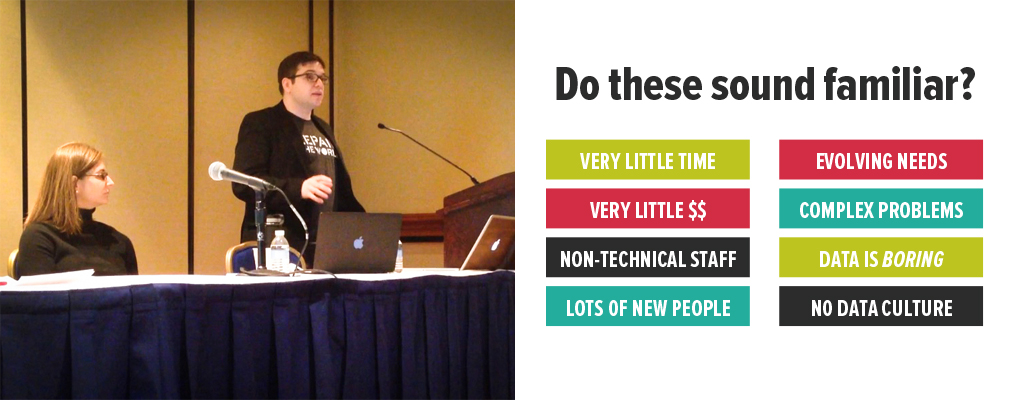 Do these sound familiar?
VERY LITTLE TIME
EVOLVING NEEDS
VERY LITTLE $$
COMPLEX PROBLEMS
NON-TECHNICAL STAFF
DATA IS BORING
LOTS OF NEW PEOPLE
NO DATA CULTURE